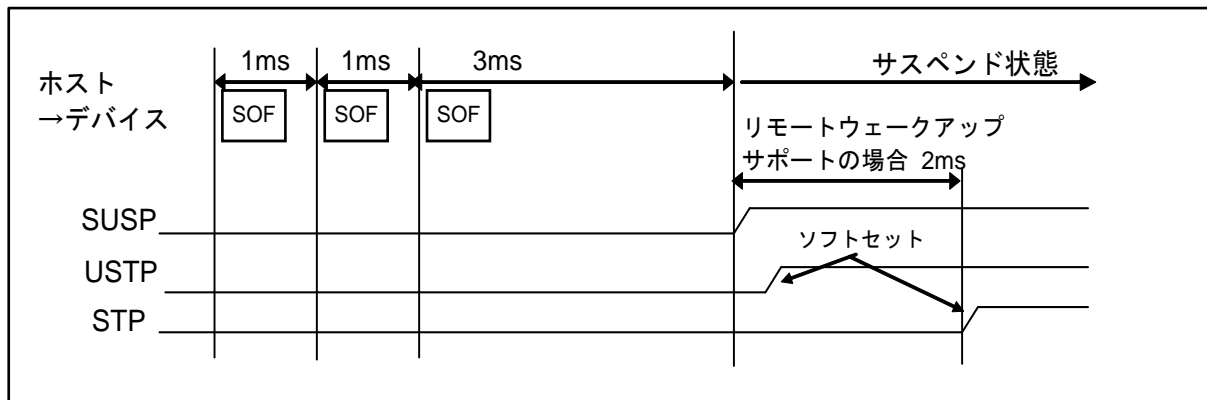 1ms 1ms 3ms サスペンド状態
ホスト
→デバイス
SOF SOF SOF
リモートウェークアップ
サポートの場合 2ms
SUSP
ソフトセット
USTP
STP